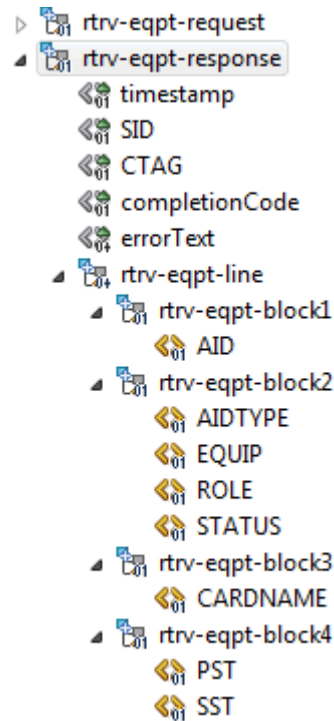 rtrv-eqpt-request
rtrv-eqpt-response
timestamp
SID
CTAG
completionCode
errorText
rtrv-eqpt-line
rtrv-eqpt-block1
AID
rtrv-eqpt-block2
AIDTYPE
EQUIP
ROLE
STATUS
rtrv-eqpt-block3
CARDNAME
rtrv-eqpt-block4
PST
SST